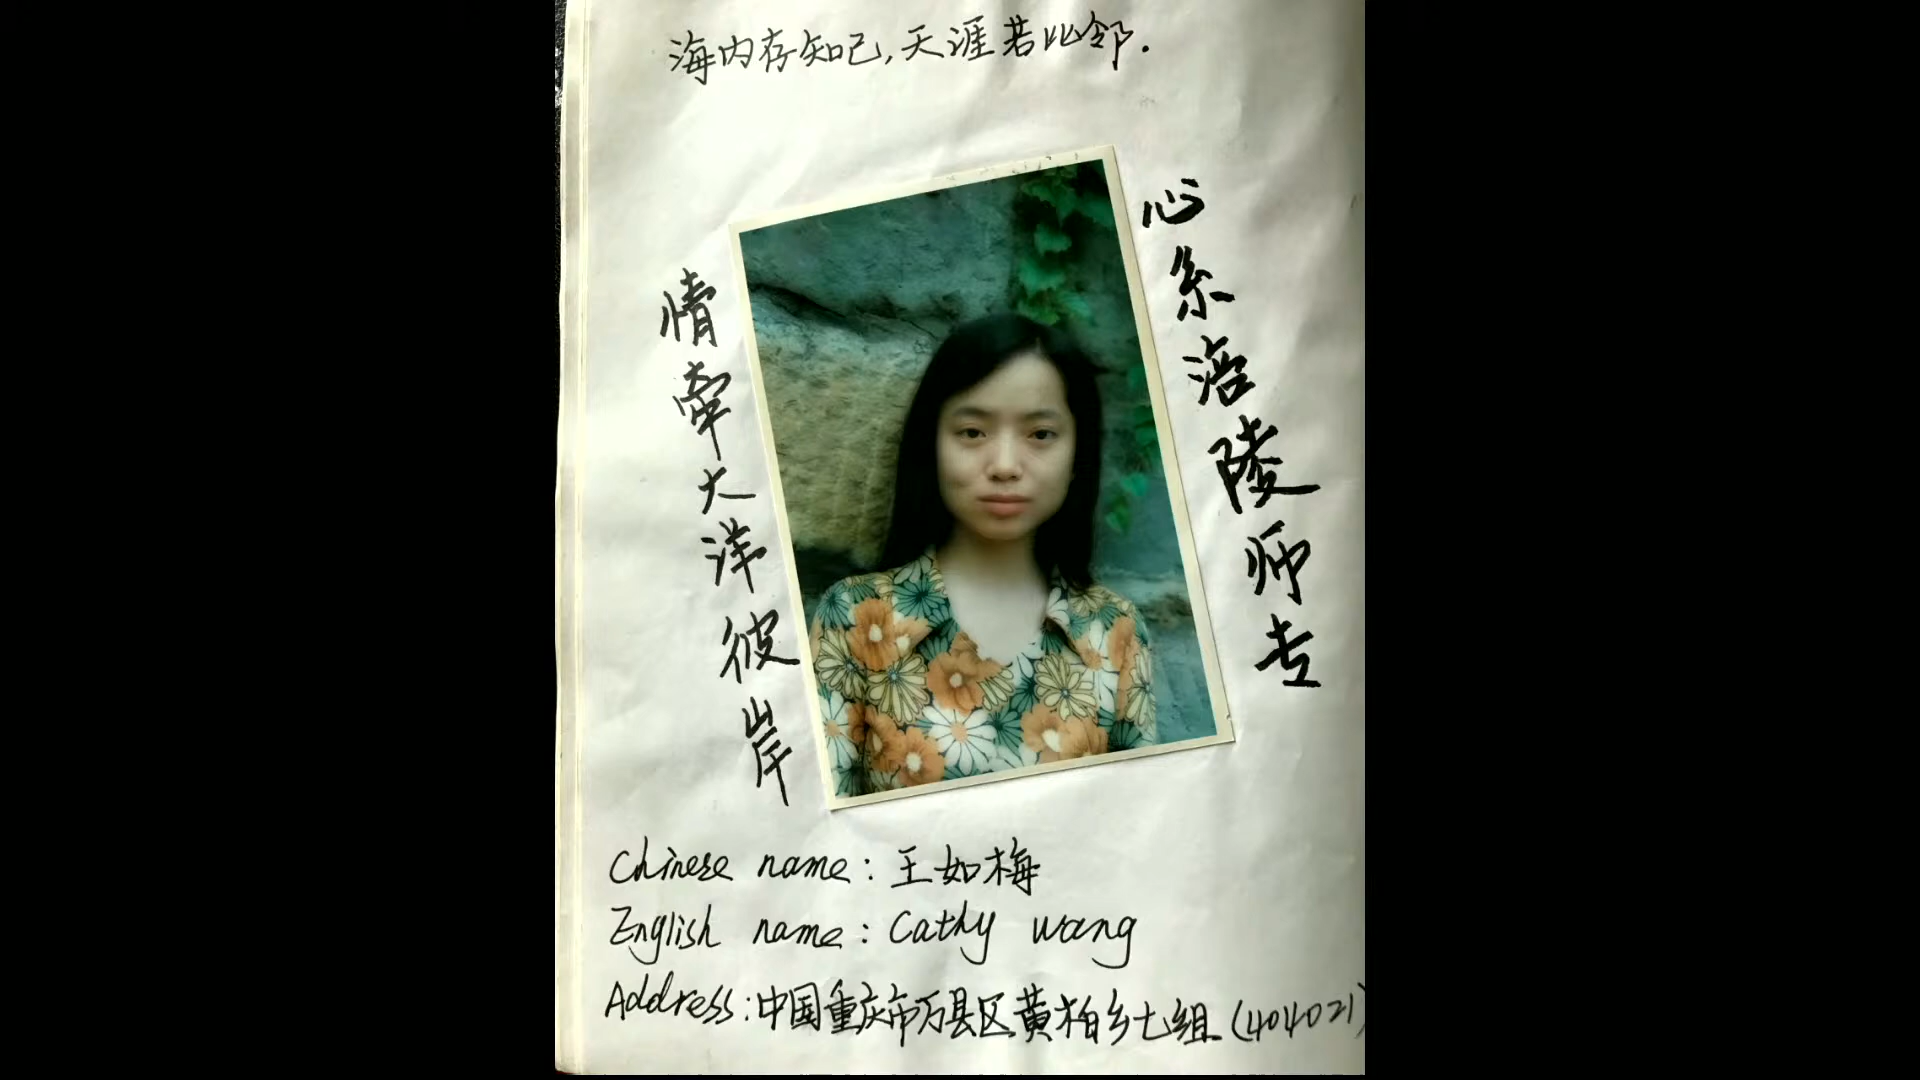 海内存知己,天涯若比邻.
心系涪陵师专
情牵大洋彼岸
Chinese name: 王如梅
English name: Cathy wang
Address: 中国重庆市万县区黄柏乡七组 (404021)